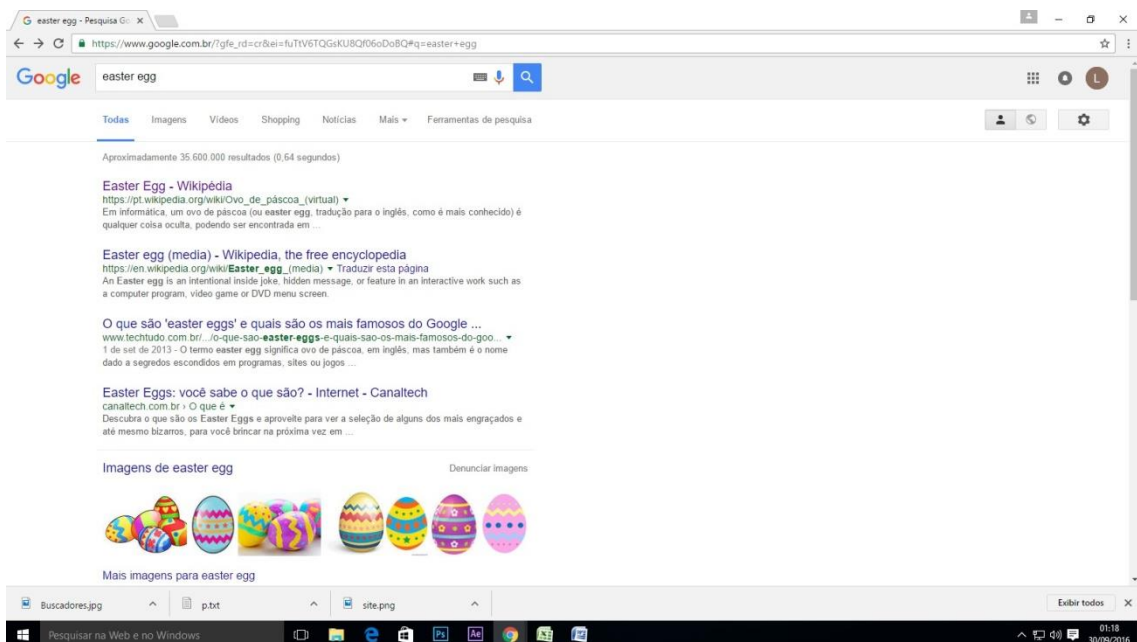 easter egg - Pesquisa Go
https://www.google.com.br/?gfe_rd=cr&ei=fuTtV6TQGsKU8Qf06oDo8Q#q=easter+egg
Google easter egg L
Todas Imagens Vídeos Shopping Notícias Mais Ferramentas de pesquisa
Aproximadamente 35.600.000 resultados (0,64 segundos)
Easter Egg - Wikipédia
https://pt.wikipedia.org/wiki/Ovo_de_páscoa_(virtual)
Em informática, um ovo de páscoa (ou easter egg, tradução para o inglês, como é mais conhecido) é
qualquer coisa oculta, podendo ser encontrada em ...
Easter egg (media) - Wikipedia, the free encyclopedia
https://en.wikipedia.org/wiki/Easter_egg_(media) Traduzir esta página
An Easter egg is an intentional inside joke, hidden message, or feature in an interactive work such as
a computer program, video game or DVD menu screen.
O que são 'easter eggs' e quais são os mais famosos do Google ...
www.techtudo.com.br/.../o-que-sao-easter-eggs-e-quais-sao-os-mais-famosos-do-goo...
1 de set de 2013 - O termo easter egg significa ovo de páscoa, em inglês, mas também é o nome
dado a segredos escondidos em programas, sites ou jogos ...
Easter Eggs: você sabe o que são? - Internet - Canaltech
canaltech.com.br › O que é
Descubra o que são os Easter Eggs e aproveite para ver a seleção de alguns dos mais engraçados e
até mesmo bizarros, para você brincar na próxima vez em ...
Imagens de easter egg Denunciar imagens
Mais imagens para easter egg
Buscadores.jpg p.txt site.png Exibir todos
Pesquisar na Web e no Windows Ps Ae 01:18
30/09/2016